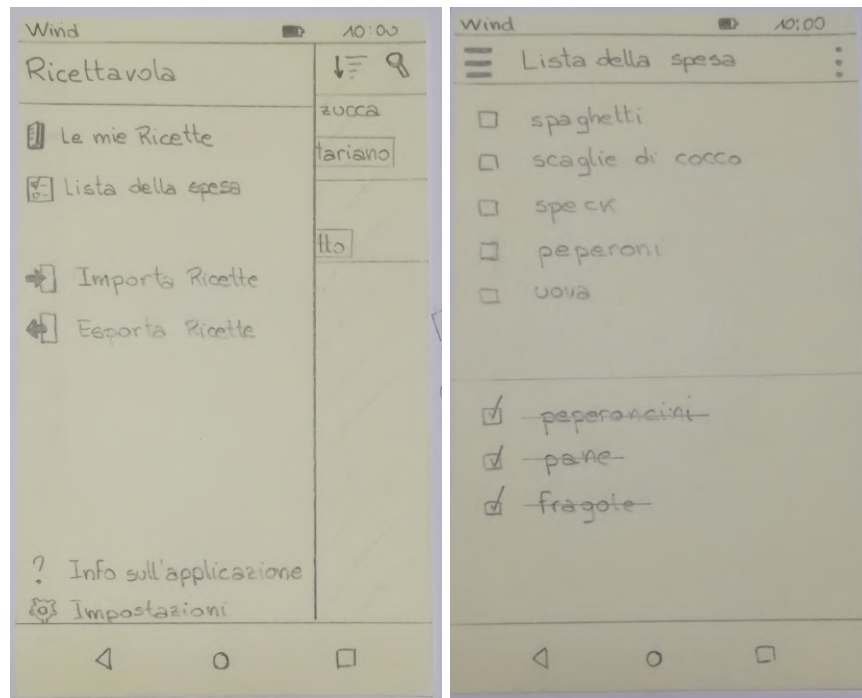 Wind 10:00
Ricettavola
zucca
Le mie Ricette
tariano
Lista della spesa
tto
Importa Ricette
Esporta Ricette
? Info sull'applicazione
Impostazioni
Wind 10:00
Lista della spesa
spaghetti
scaglie di cocco
speck
peperoni
uova
peperoncini
pane
fragole